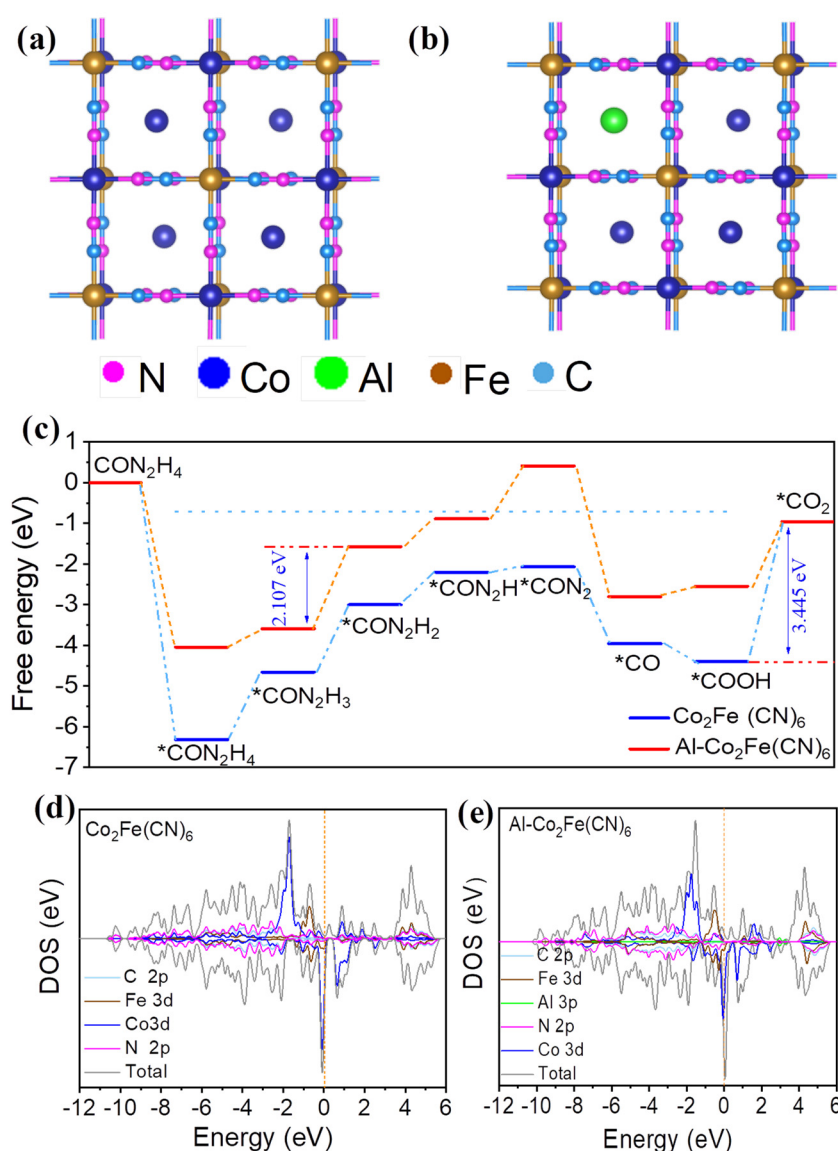 (a)
(b)
N Co Al Fe C
(c)
1
0
-1
-2
-3
-4
-5
-6
-7
Free energy (eV)
CON₂H₄
*CON₂H₄
*CON₂H₃
2.107 eV
*CON₂H₂
*CON₂H
*CON₂
*CO
*COOH
*CO₂
3.445 eV
Co₂Fe (CN)₆
Al-Co₂Fe(CN)₆
(d)
Co₂Fe(CN)₆
DOS (eV)
C 2p
Fe 3d
Co3d
N 2p
Total
-12 -10 -8 -6 -4 -2 0 2 4 6
Energy (eV)
(e)
Al-Co₂Fe(CN)₆
DOS (eV)
C 2p
Fe 3d
Al 3p
N 2p
Co 3d
Total
-12 -10 -8 -6 -4 -2 0 2 4 6
Energy (eV)